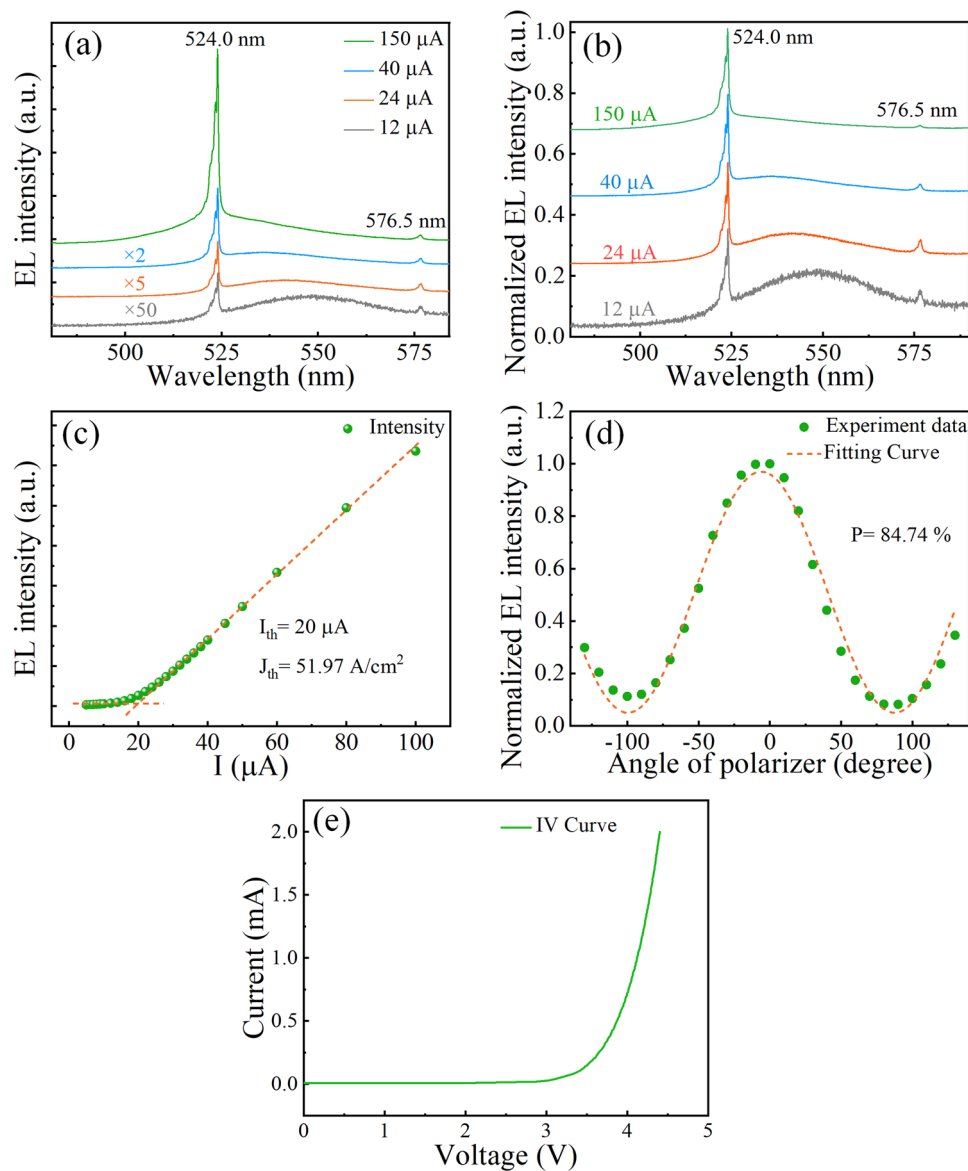 (a)
524.0 nm
150 µA
40 µA
24 µA
12 µA
576.5 nm
×2
×5
×50
EL intensity (a.u.)
500 525 550 575
Wavelength (nm)
(b)
524.0 nm
576.5 nm
150 µA
40 µA
24 µA
12 µA
Normalized EL intensity (a.u.)
1.0
0.8
0.6
0.4
0.2
0.0
500 525 550 575
Wavelength (nm)
(c)
Intensity
I_th= 20 µA
J_th= 51.97 A/cm²
EL intensity (a.u.)
0 20 40 60 80 100
I (µA)
(d)
Experiment data
Fitting Curve
P= 84.74 %
Normalized EL intensity (a.u.)
1.2
1.0
0.8
0.6
0.4
0.2
0.0
-100 -50 0 50 100
Angle of polarizer (degree)
(e)
IV Curve
Current (mA)
2.0
1.5
1.0
0.5
0.0
0 1 2 3 4 5
Voltage (V)